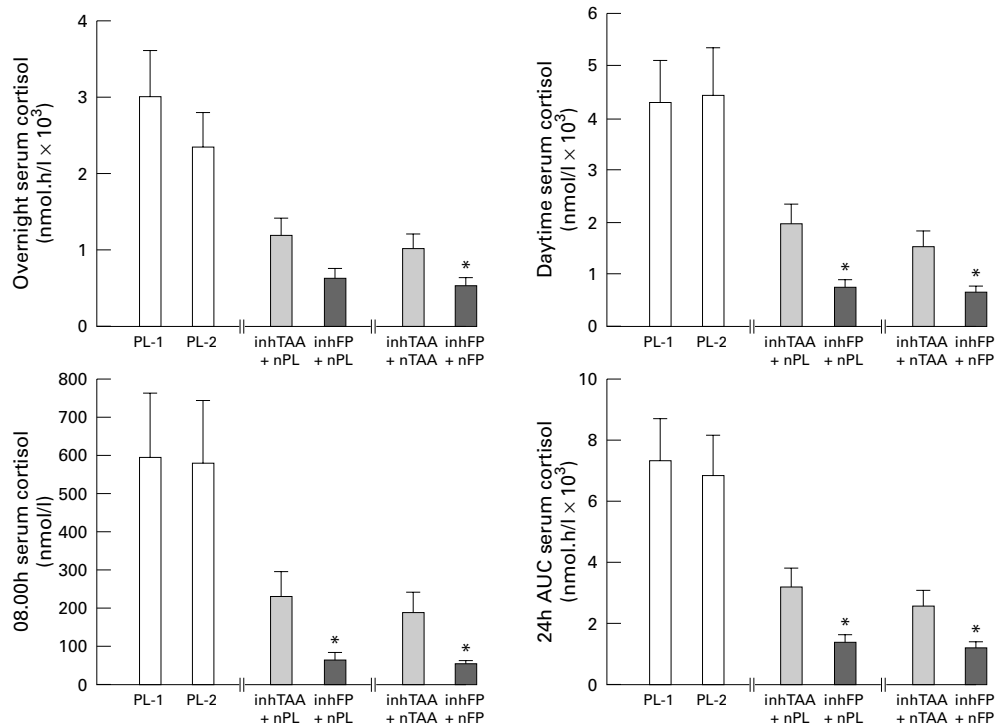 Overnight serum cortisol
(nmol.h/l × 10³)
4
3
2
1
0
PL-1 PL-2 inhTAA inhFP inhTAA inhFP
+ nPL + nPL + nTAA + nFP
*
Daytime serum cortisol
(nmol/l × 10³)
6
5
4
3
2
1
0
PL-1 PL-2 inhTAA inhFP inhTAA inhFP
+ nPL + nPL + nTAA + nFP
* *
08.00h serum cortisol
(nmol/l)
800
700
600
500
400
300
200
100
0
PL-1 PL-2 inhTAA inhFP inhTAA inhFP
+ nPL + nPL + nTAA + nFP
* *
24h AUC serum cortisol
(nmol.h/l × 10³)
10
8
6
4
2
0
PL-1 PL-2 inhTAA inhFP inhTAA inhFP
+ nPL + nPL + nTAA + nFP
* *